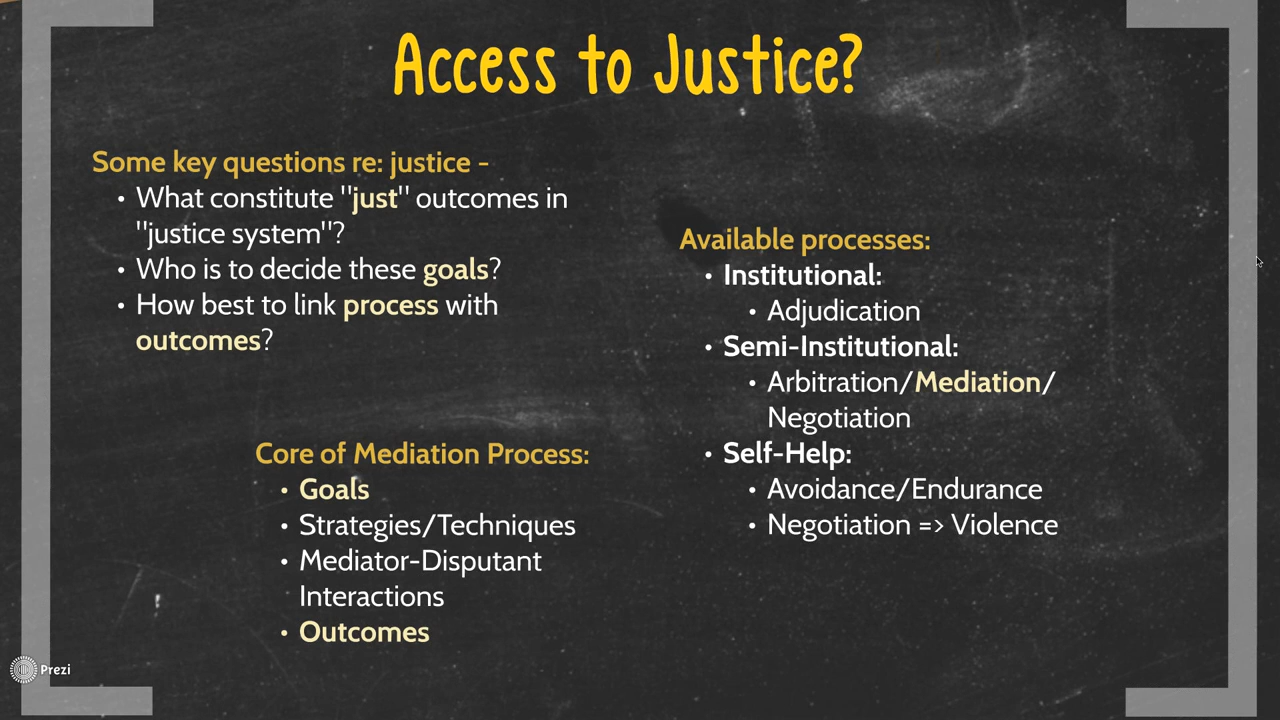 Access to Justice?
Some key questions re: justice -
• What constitute "just" outcomes in
"justice system"?
• Who is to decide these goals?
• How best to link process with
outcomes?
Available processes:
• Institutional:
• Adjudication
• Semi-Institutional:
• Arbitration/Mediation/
Negotiation
• Self-Help:
• Avoidance/Endurance
• Negotiation => Violence
Core of Mediation Process:
• Goals
• Strategies/Techniques
• Mediator-Disputant
Interactions
• Outcomes
Prezi